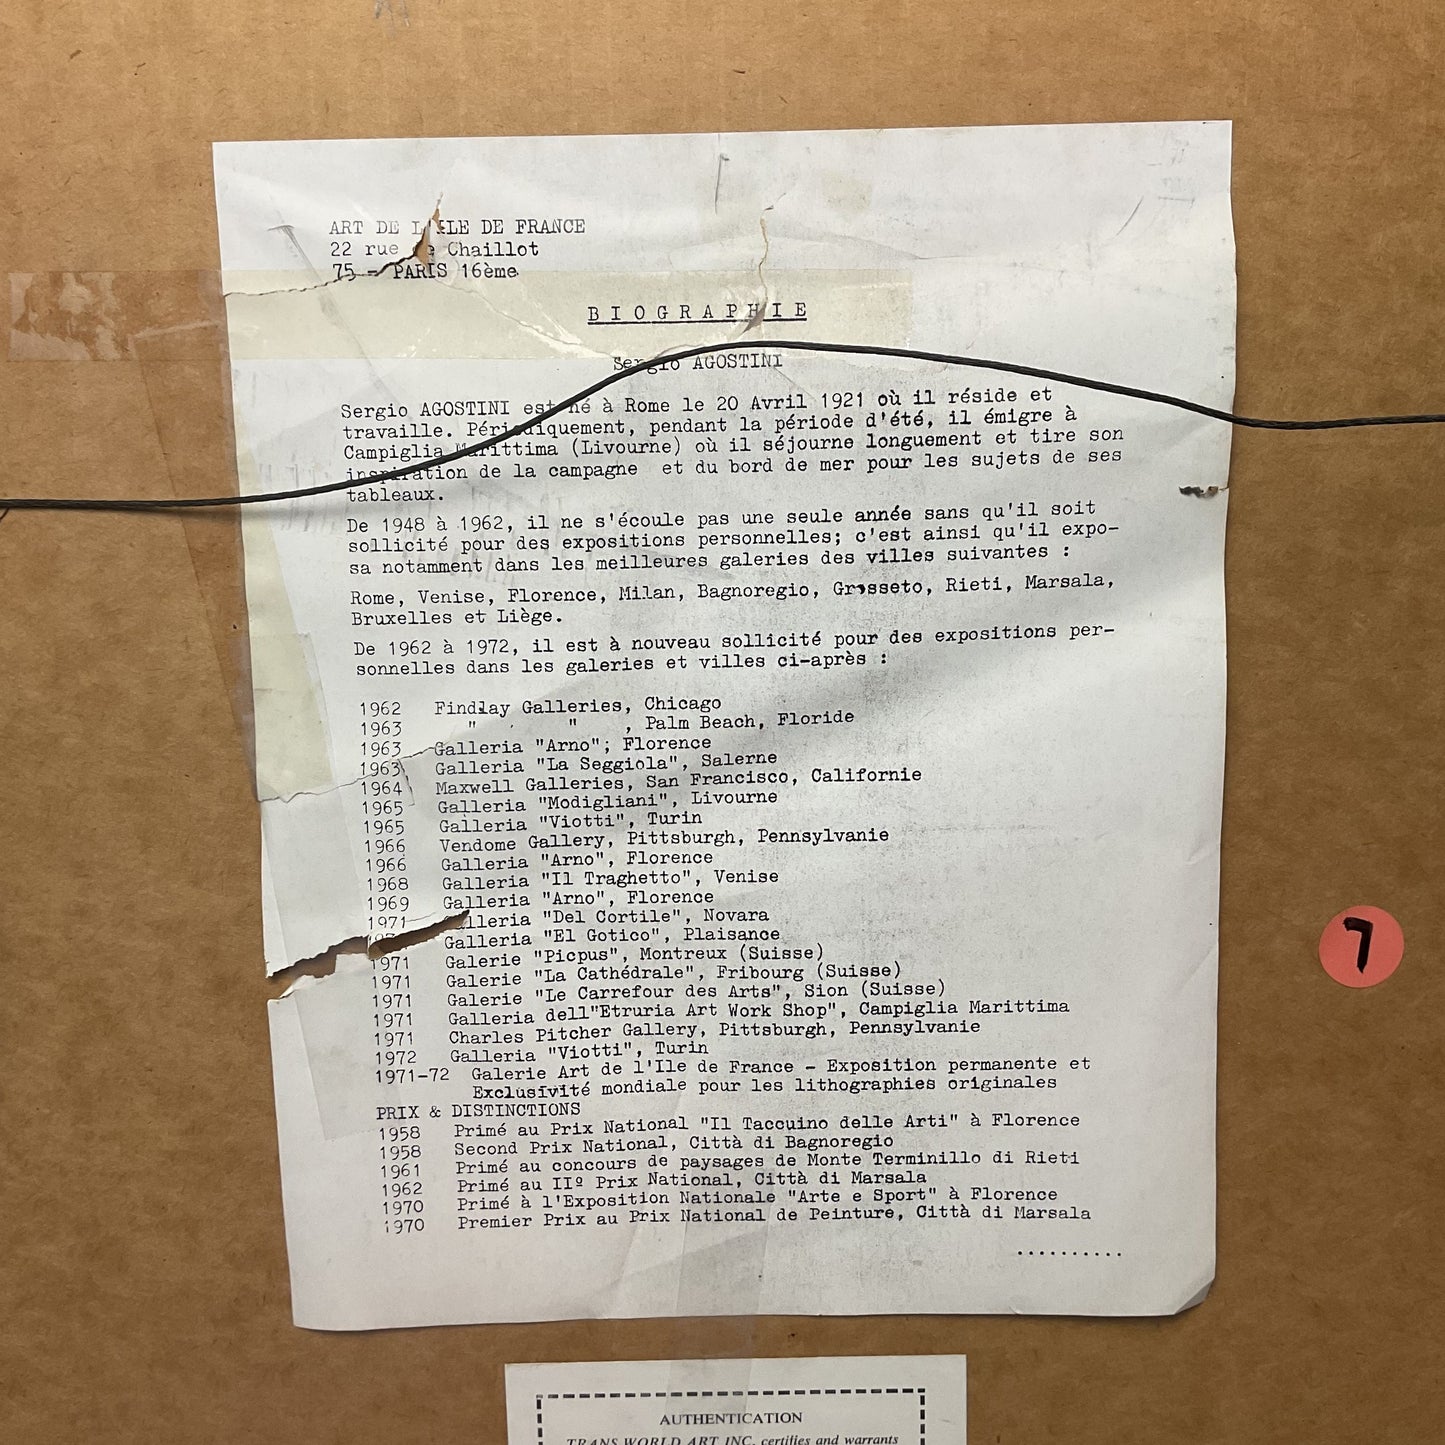 ART DE L'ILE DE FRANCE
22 rue de Chaillot
75 - PARIS 16ème
BIOGRAPHIE
Sergio AGOSTINI
Sergio AGOSTINI est né à Rome le 20 Avril 1921 où il réside et
travaille. Périodiquement, pendant la période d'été, il émigre à
Campiglia Marittima (Livourne) où il séjourne longuement et tire son
inspiration de la campagne et du bord de mer pour les sujets de ses
tableaux.
De 1948 à 1962, il ne s'écoule pas une seule année sans qu'il soit
sollicité pour des expositions personnelles; c'est ainsi qu'il expo-
sa notamment dans les meilleures galeries des villes suivantes :
Rome, Venise, Florence, Milan, Bagnoregio, Grosseto, Rieti, Marsala,
Bruxelles et Liège.
De 1962 à 1972, il est à nouveau sollicité pour des expositions per-
sonnelles dans les galeries et villes ci-après :
1962 Findlay Galleries, Chicago
1963 " " , Palm Beach, Floride
1963 Galleria "Arno"; Florence
1963 Galleria "La Seggiola", Salerne
1964 Maxwell Galleries, San Francisco, Californie
1965 Galleria "Modigliani", Livourne
1965 Galleria "Viotti", Turin
1966 Vendome Gallery, Pittsburgh, Pennsylvanie
1966 Galleria "Arno", Florence
1968 Galleria "Il Traghetto", Venise
1969 Galleria "Arno", Florence
1971 Galleria "Del Cortile", Novara
Galleria "El Gotico", Plaisance
1971 Galerie "Picpus", Montreux (Suisse)
1971 Galerie "La Cathédrale", Fribourg (Suisse)
1971 Galerie "Le Carrefour des Arts", Sion (Suisse)
1971 Galleria dell"Etruria Art Work Shop", Campiglia Marittima
1971 Charles Pitcher Gallery, Pittsburgh, Pennsylvanie
1972 Galleria "Viotti", Turin
1971-72 Galerie Art de l'Ile de France - Exposition permanente et
Exclusivité mondiale pour les lithographies originales
PRIX & DISTINCTIONS
1958 Primé au Prix National "Il Taccuino delle Arti" à Florence
1958 Second Prix National, Città di Bagnoregio
1961 Primé au concours de paysages de Monte Terminillo di Rieti
1962 Primé au IIº Prix National, Città di Marsala
1970 Primé à l'Exposition Nationale "Arte e Sport" à Florence
1970 Premier Prix au Prix National de Peinture, Città di Marsala
..........
7
AUTHENTICATION
TRANS WORLD ART INC. certifies and warrants